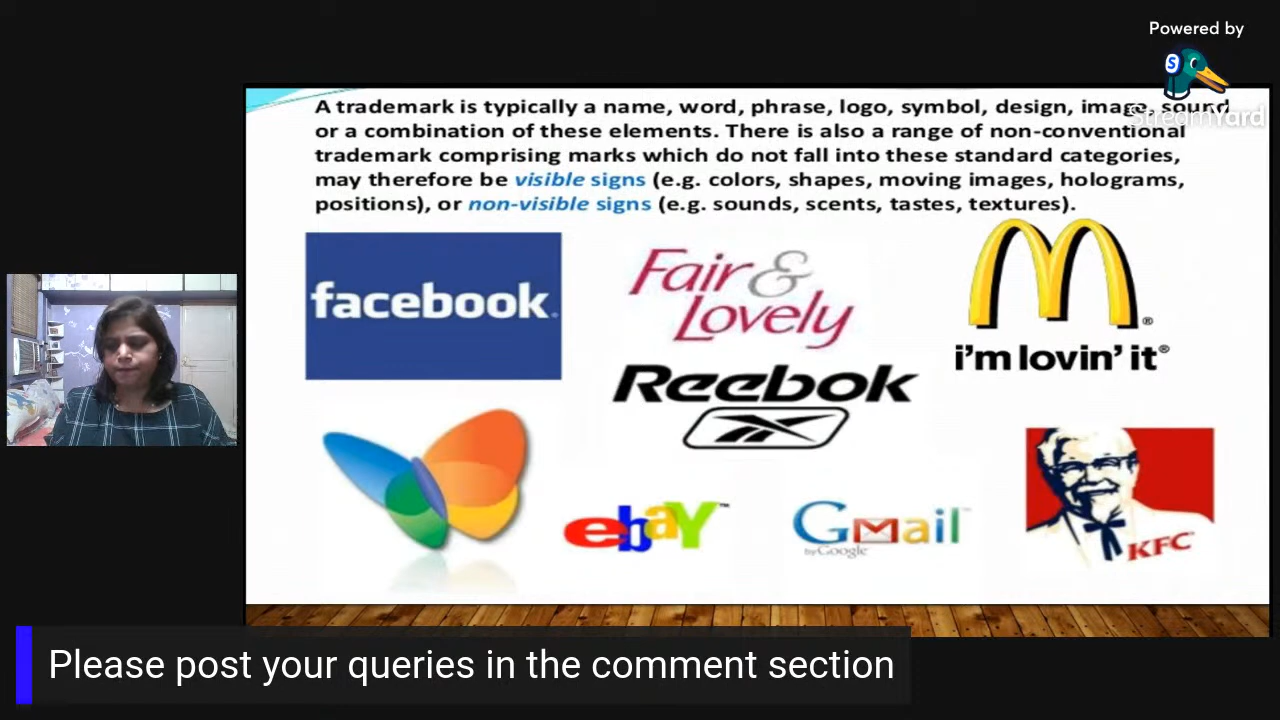 Powered by
S
StreamYard
A trademark is typically a name, word, phrase, logo, symbol, design, image, sound
or a combination of these elements. There is also a range of non-conventional
trademark comprising marks which do not fall into these standard categories,
may therefore be visible signs (e.g. colors, shapes, moving images, holograms,
positions), or non-visible signs (e.g. sounds, scents, tastes, textures).
facebook
Fair &
Lovely
M®
i'm lovin' it®
Reebok
ebaY™
Gmail™
by Google
KFC
Please post your queries in the comment section